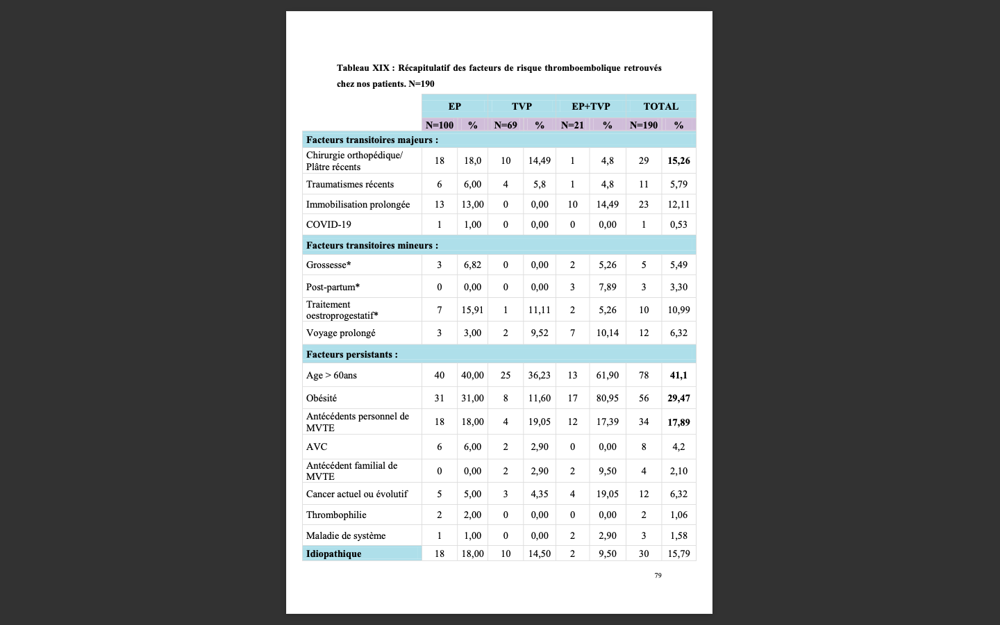 Tableau XIX : Récapitulatif des facteurs de risque thromboembolique retrouvés
chez nos patients. N=190
EP TVP EP+TVP TOTAL
N=100 % N=69 % N=21 % N=190 %
Facteurs transitoires majeurs :
Chirurgie orthopédique/
Plâtre récents 18 18,0 10 14,49 1 4,8 29 15,26
Traumatismes récents 6 6,00 4 5,8 1 4,8 11 5,79
Immobilisation prolongée 13 13,00 0 0,00 10 14,49 23 12,11
COVID-19 1 1,00 0 0,00 0 0,00 1 0,53
Facteurs transitoires mineurs :
Grossesse* 3 6,82 0 0,00 2 5,26 5 5,49
Post-partum* 0 0,00 0 0,00 3 7,89 3 3,30
Traitement
oestroprogestatif* 7 15,91 1 11,11 2 5,26 10 10,99
Voyage prolongé 3 3,00 2 9,52 7 10,14 12 6,32
Facteurs persistants :
Age > 60ans 40 40,00 25 36,23 13 61,90 78 41,1
Obésité 31 31,00 8 11,60 17 80,95 56 29,47
Antécédents personnel de
MVTE 18 18,00 4 19,05 12 17,39 34 17,89
AVC 6 6,00 2 2,90 0 0,00 8 4,2
Antécédent familial de
MVTE 0 0,00 2 2,90 2 9,50 4 2,10
Cancer actuel ou évolutif 5 5,00 3 4,35 4 19,05 12 6,32
Thrombophilie 2 2,00 0 0,00 0 0,00 2 1,06
Maladie de système 1 1,00 0 0,00 2 2,90 3 1,58
Idiopathique 18 18,00 10 14,50 2 9,50 30 15,79
79